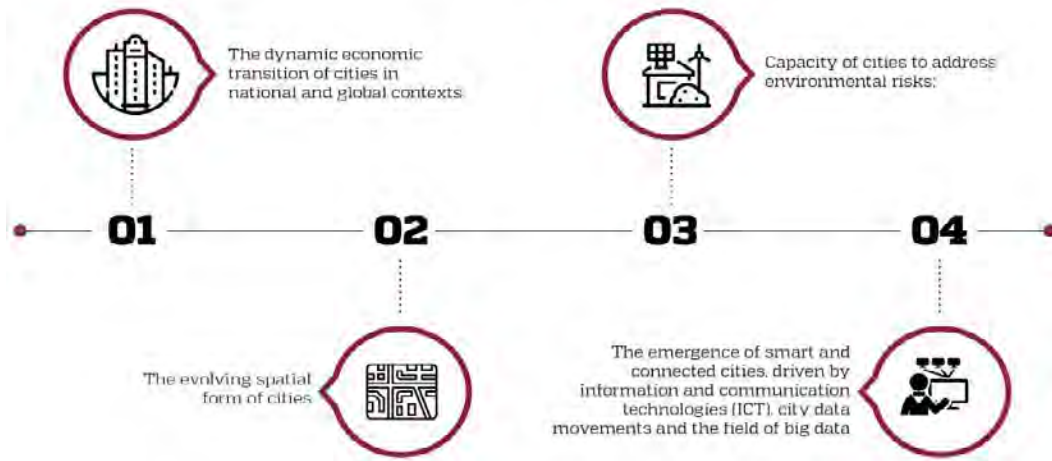 The dynamic economic
transition of cities in
national and global contexts
Capacity of cities to address
environmental risks;
01
02
03
04
The evolving spatial
form of cities
The emergence of smart and
connected cities, driven by
information and communication
technologies (ICT), city data
movements and the field of big data